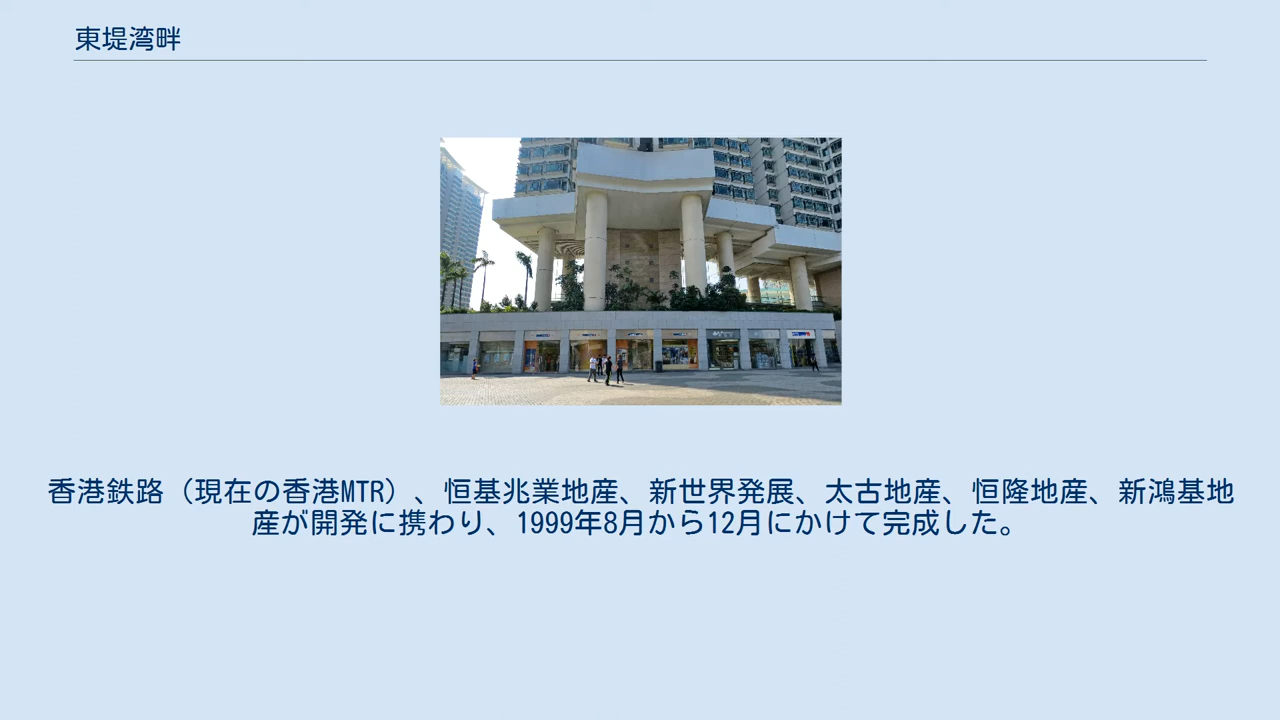 東堤湾畔
香港鉄路（現在の香港MTR）、恒基兆業地産、新世界発展、太古地産、恒隆地産、新鴻基地
産が開発に携わり、1999年8月から12月にかけて完成した。